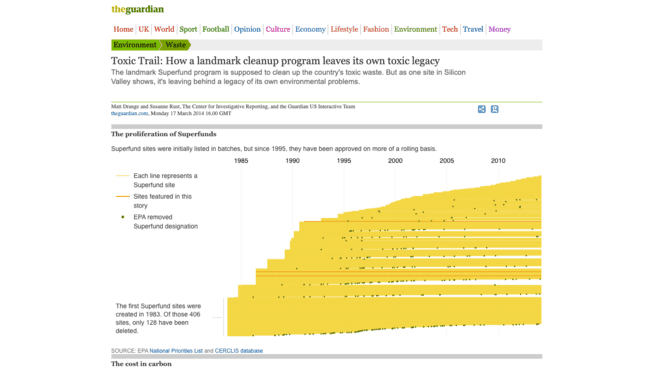 theguardian
Home UK World Sport Football Opinion Culture Economy Lifestyle Fashion Environment Tech Travel Money
Environment Waste
Toxic Trail: How a landmark cleanup program leaves its own toxic legacy
The landmark Superfund program is supposed to clean up the country's toxic waste. But as one site in Silicon
Valley shows, it's leaving behind a legacy of its own environmental problems.
Matt Drange and Susanne Rust, The Center for Investigative Reporting, and the Guardian US Interactive Team
theguardian.com, Monday 17 March 2014 16.00 GMT
The proliferation of Superfunds
Superfund sites were initially listed in batches, but since 1995, they have been approved on more of a rolling basis.
1985 1990 1995 2000 2005 2010
Each line represents a
Superfund site
Sites featured in this
story
EPA removed
Superfund designation
The first Superfund sites were
created in 1983. Of those 406
sites, only 128 have been
deleted.
SOURCE: EPA National Priorities List and CERCLIS database
The cost in carbon